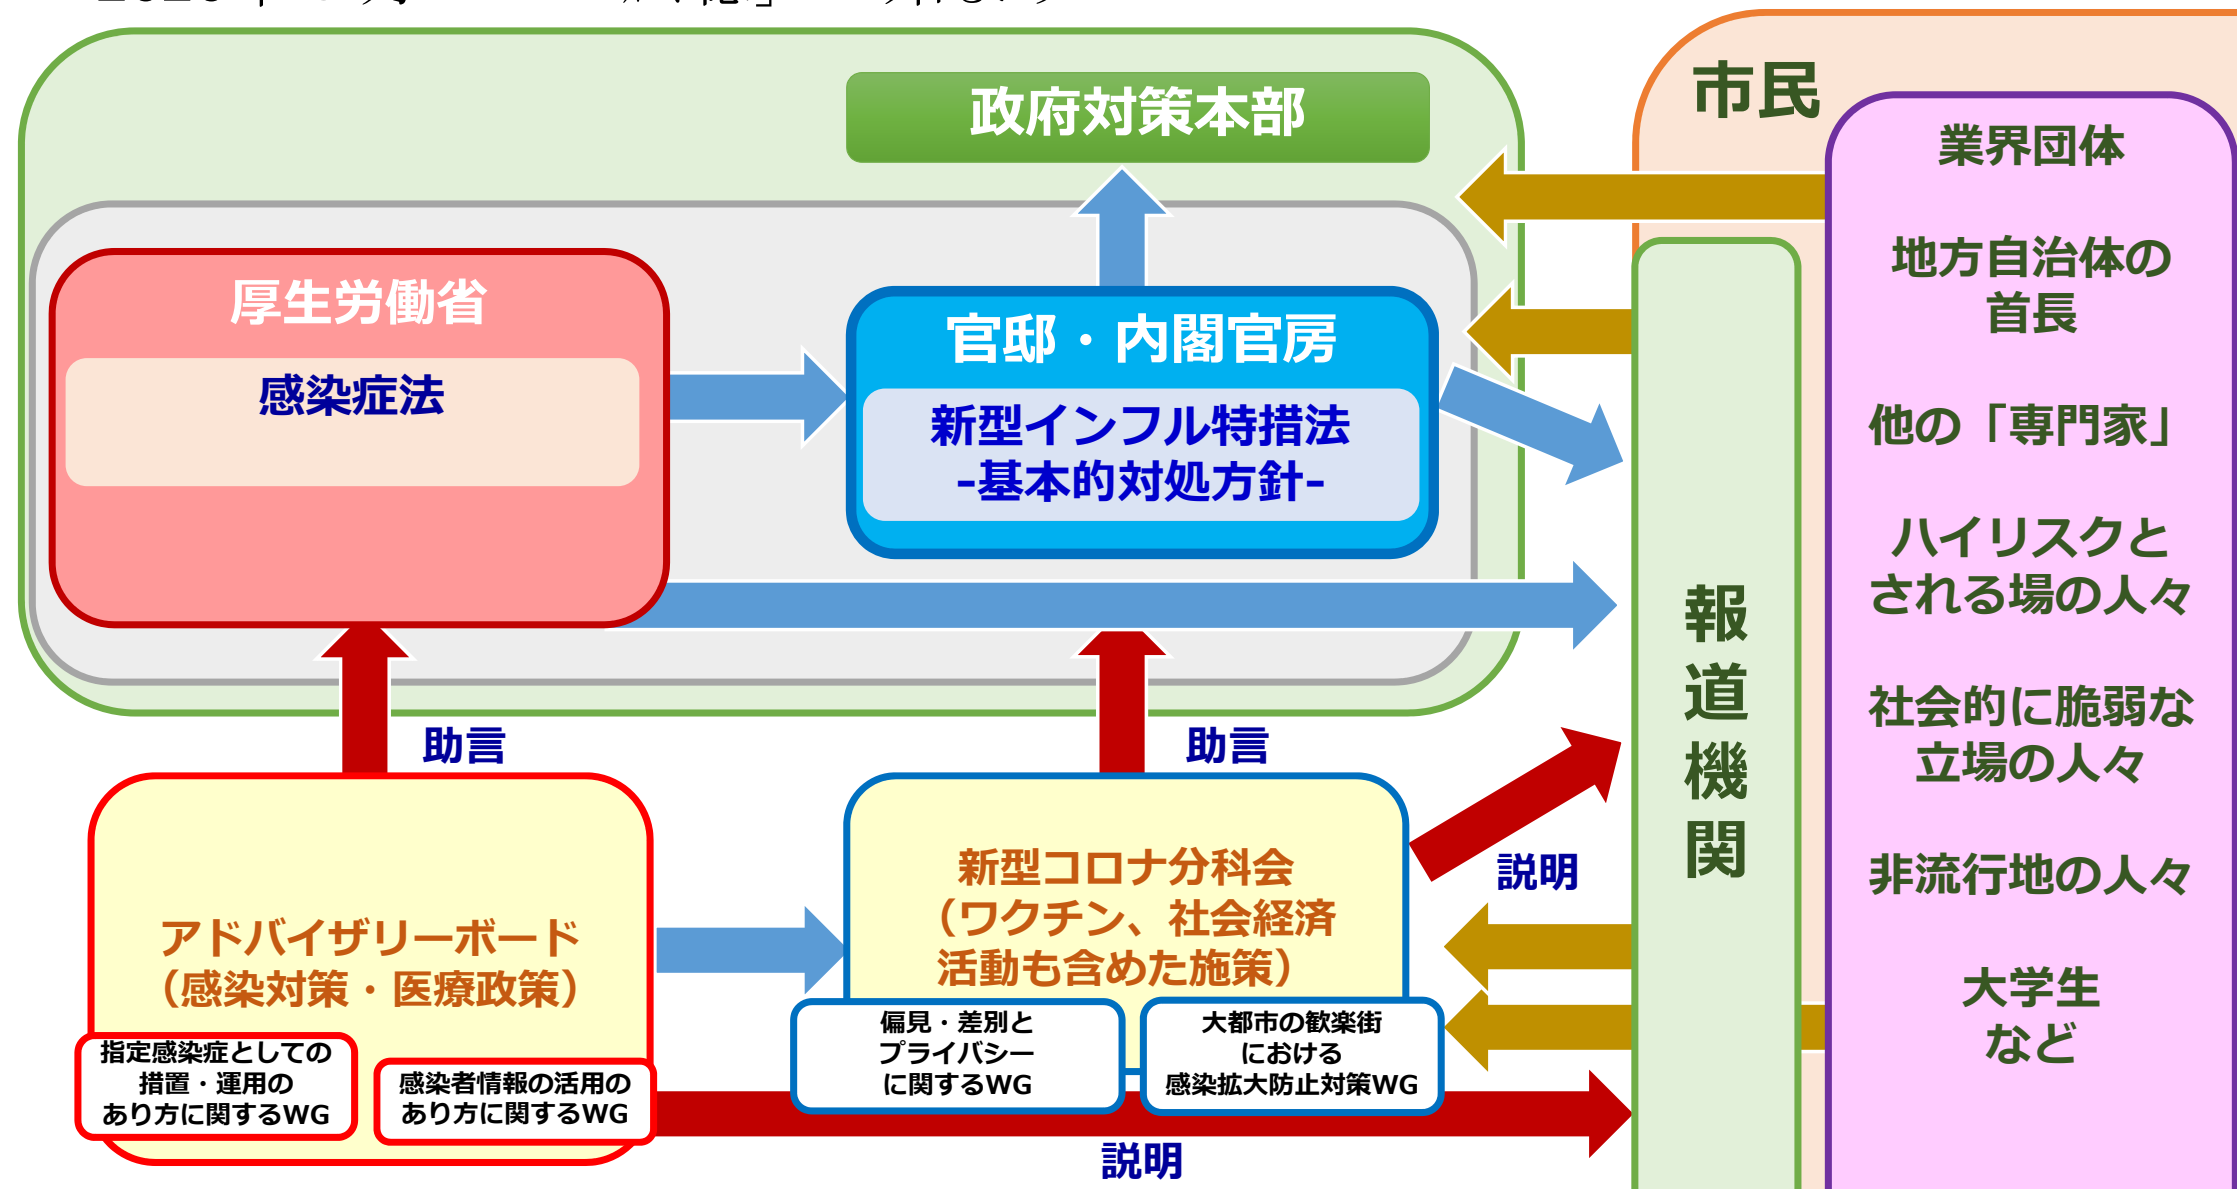 政府対策本部
市民
業界団体
地方自治体の
首長
他の「専門家」
ハイリスクと
される場の人々
社会的に脆弱な
立場の人々
非流行地の人々
大学生
など
報
道
機
関
厚生労働省
感染症法
官邸・内閣官房
新型インフル特措法
-基本的対処方針-
助言
助言
アドバイザリーボード
（感染対策・医療政策）
指定感染症としての
措置・運用の
あり方に関するWG
感染者情報の活用の
あり方に関するWG
新型コロナ分科会
（ワクチン、社会経済
活動も含めた施策）
偏見・差別と
プライバシー
に関するWG
大都市の歓楽街
における
感染拡大防止対策WG
説明
説明